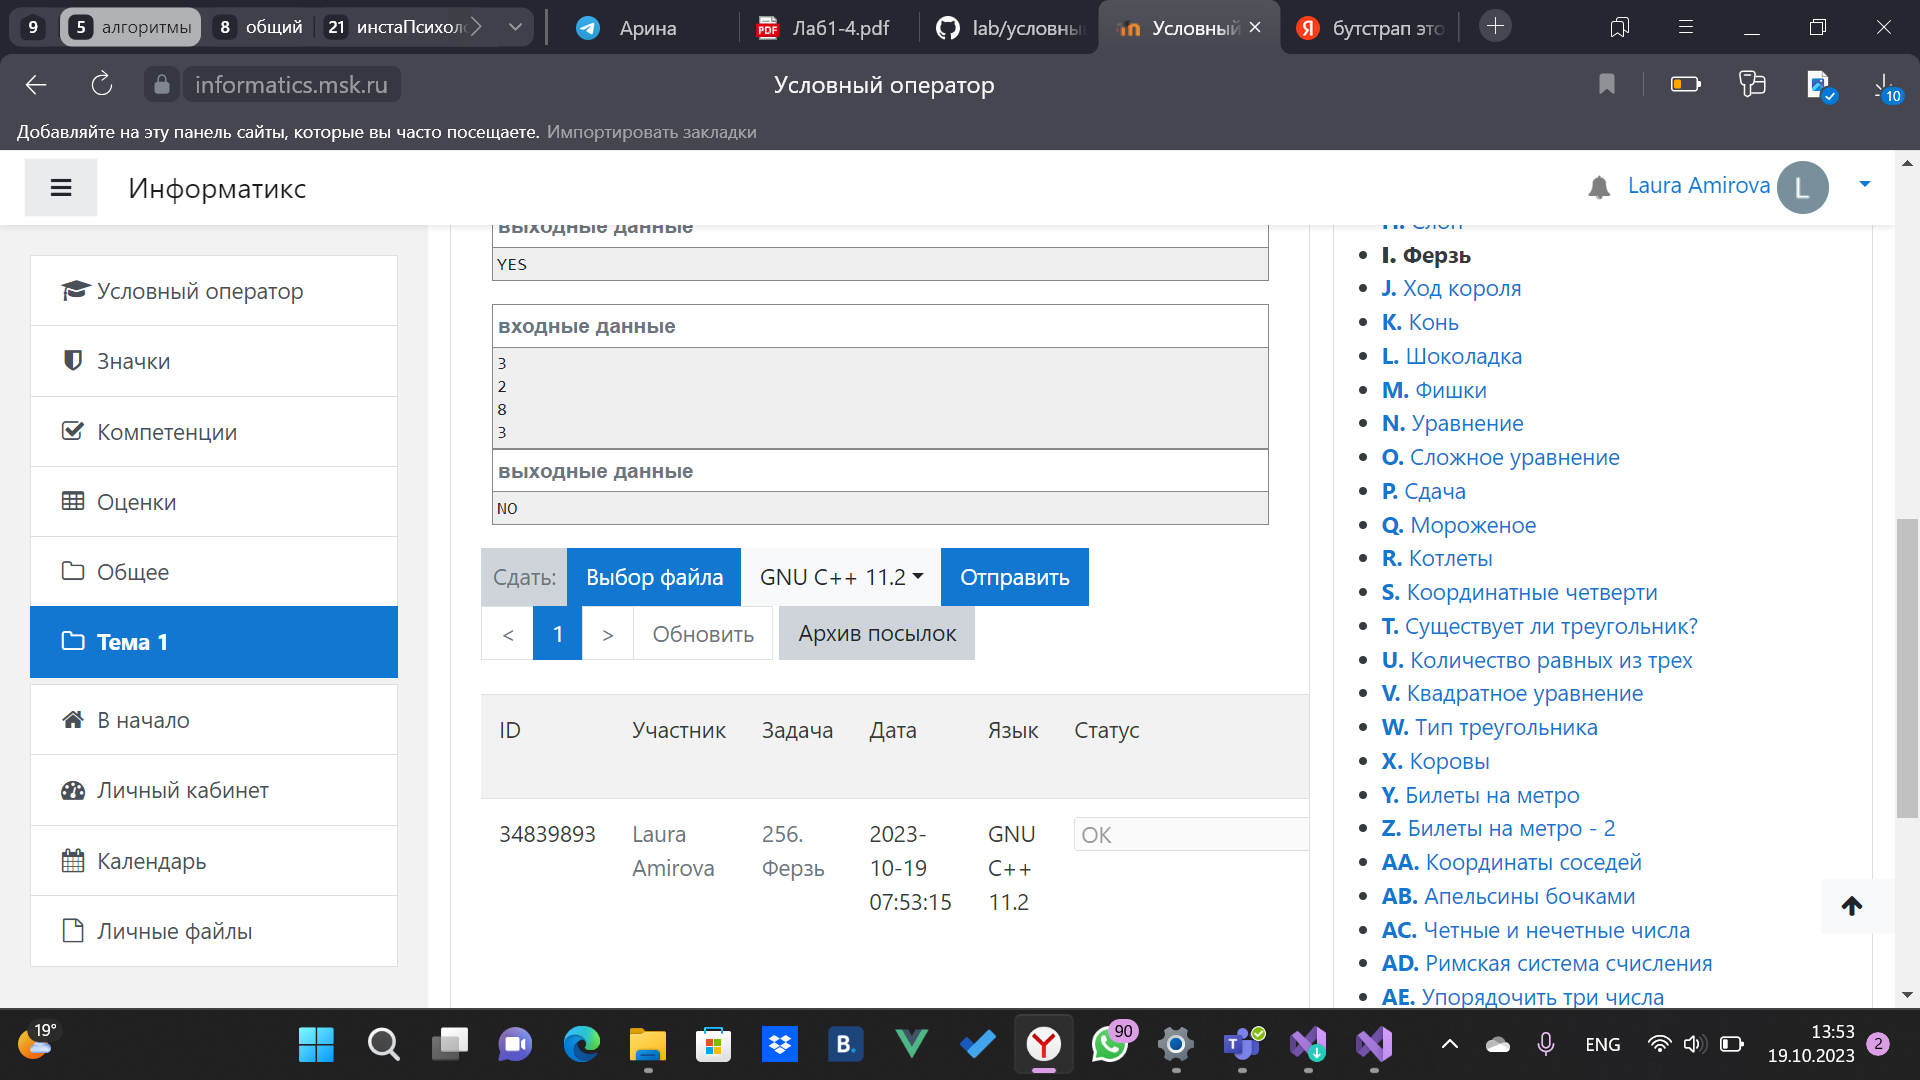 9
5 алгоритмы
8 общий
21 инстаПсихоло
Арина
Лаб1-4.pdf
lab/условны
Условный
бутстрап это
informatics.msk.ru
Условный оператор
10
Добавляйте на эту панель сайты, которые вы часто посещаете. Импортировать закладки
Информатикс
Laura Amirova
L
Условный оператор
Значки
Компетенции
Оценки
Общее
Тема 1
В начало
Личный кабинет
Календарь
Личные файлы
выходные данные
YES
входные данные
3
2
8
3
выходные данные
NO
Сдать:
Выбор файла
GNU C++ 11.2
Отправить
<
1
>
Обновить
Архив посылок
ID Участник Задача Дата Язык Статус
34839893 Laura Amirova 256. Ферзь 2023-10-19 07:53:15 GNU C++ 11.2 OK
H. Слон
I. Ферзь
J. Ход короля
K. Конь
L. Шоколадка
M. Фишки
N. Уравнение
O. Сложное уравнение
P. Сдача
Q. Мороженое
R. Котлеты
S. Координатные четверти
T. Существует ли треугольник?
U. Количество равных из трех
V. Квадратное уравнение
W. Тип треугольника
X. Коровы
Y. Билеты на метро
Z. Билеты на метро - 2
AA. Координаты соседей
AB. Апельсины бочками
AC. Четные и нечетные числа
AD. Римская система счисления
AE. Упорядочить три числа
19°
B.
90
ENG
13:53
19.10.2023
2